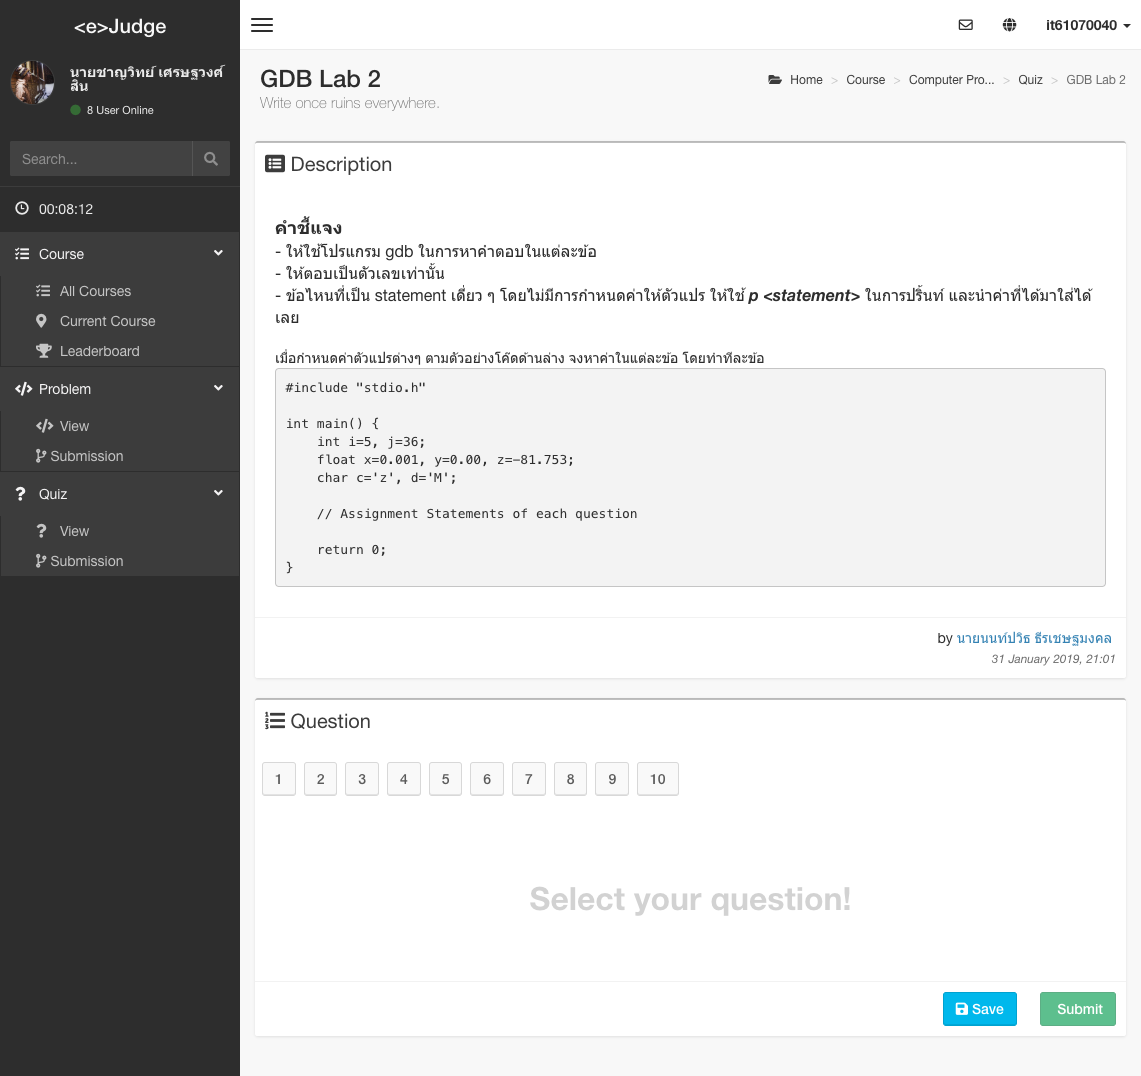 <e>Judge
นายชาญวิทย์ เศรษฐวงศ์
สิน
8 User Online
Search...
00:08:12
Course
All Courses
Current Course
Leaderboard
Problem
View
Submission
Quiz
View
Submission
it61070040
GDB Lab 2
Write once ruins everywhere.
Home > Course > Computer Pro... > Quiz > GDB Lab 2
Description
คำชี้แจง
- ให้ใช้โปรแกรม gdb ในการหาคำตอบในแต่ละข้อ
- ให้ตอบเป็นตัวเลขเท่านั้น
- ข้อไหนที่เป็น statement เดี่ยว ๆ โดยไม่มีการกำหนดค่าให้ตัวแปร ให้ใช้ p <statement> ในการปริ้นท์ และนำค่าที่ได้มาใส่ได้
เลย
เมื่อกำหนดค่าตัวแปรต่างๆ ตามตัวอย่างโค๊ดด้านล่าง จงหาค่าในแต่ละข้อ โดยทำทีละข้อ
#include "stdio.h"
int main() {
    int i=5, j=36;
    float x=0.001, y=0.00, z=-81.753;
    char c='z', d='M';
    // Assignment Statements of each question
    return 0;
}
by นายนนท์ปวิธ ธีรเชษฐมงคล
31 January 2019, 21:01
Question
1 2 3 4 5 6 7 8 9 10
Select your question!
Save Submit